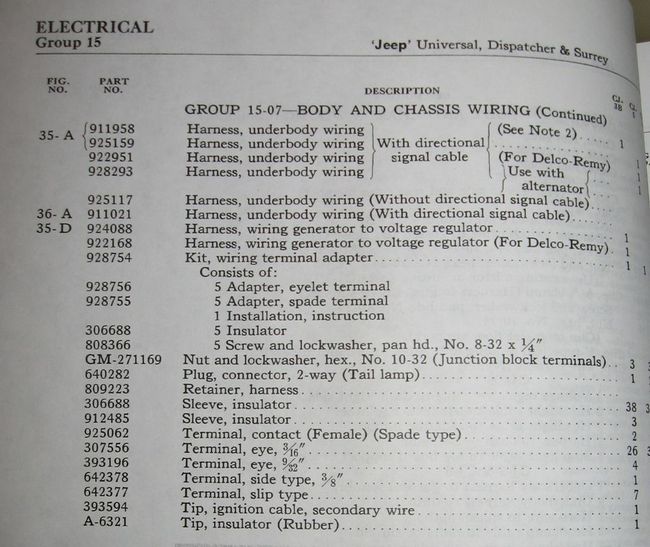 ELECTRICAL
Group 15
'Jeep' Universal, Dispatcher & Surrey
FIG. NO. PART NO. DESCRIPTION CJ. 3B CJ.
GROUP 15-07—BODY AND CHASSIS WIRING (Continued)
35- A 911958 Harness, underbody wiring (See Note 2)..... 1
925159 Harness, underbody wiring With directional
922951 Harness, underbody wiring signal cable (For Delco-Remy) 1
928293 Harness, underbody wiring Use with 1
alternator 1
925117 Harness, underbody wiring (Without directional signal cable)....
36- A 911021 Harness, underbody wiring (With directional signal cable)......
35- D 924088 Harness, wiring generator to voltage regulator.................. 1
922168 Harness, wiring generator to voltage regulator (For Delco-Remy). 1
928754 Kit, wiring terminal adapter................................ 1 1
Consists of:
928756 5 Adapter, eyelet terminal
928755 5 Adapter, spade terminal
1 Installation, instruction
306688 5 Insulator
808366 5 Screw and lockwasher, pan hd., No. 8-32 x 1/4"
GM-271169 Nut and lockwasher, hex., No. 10-32 (Junction block terminals).. 3
640282 Plug, connector, 2-way (Tail lamp)......................... 1
809223 Retainer, harness........................................
306688 Sleeve, insulator......................................... 38
912485 Sleeve, insulator......................................... 3
925062 Terminal, contact (Female) (Spade type)..................... 2
307556 Terminal, eye, 3/16"...................................... 26
393196 Terminal, eye, 9/32"...................................... 4
642378 Terminal, side type, 3/8"................................. 1
642377 Terminal, slip type....................................... 7
393594 Tip, ignition cable, secondary wire......................... 1
A-6321 Tip, insulator (Rubber)................................... 1